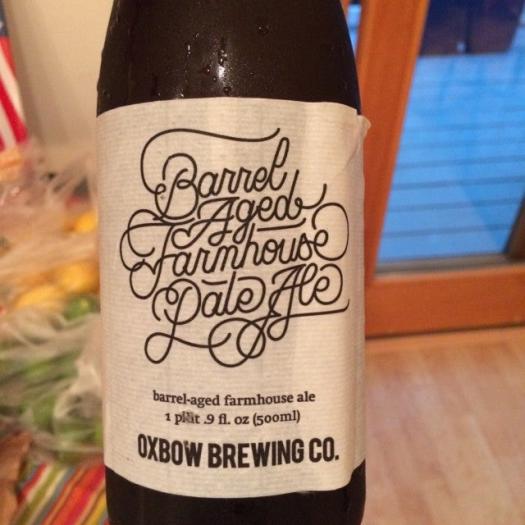 Barrel
Aged
Farmhouse
Pale Ale
barrel-aged farmhouse ale
1 pint .9 fl. oz (500ml)
OXBOW BREWING CO.